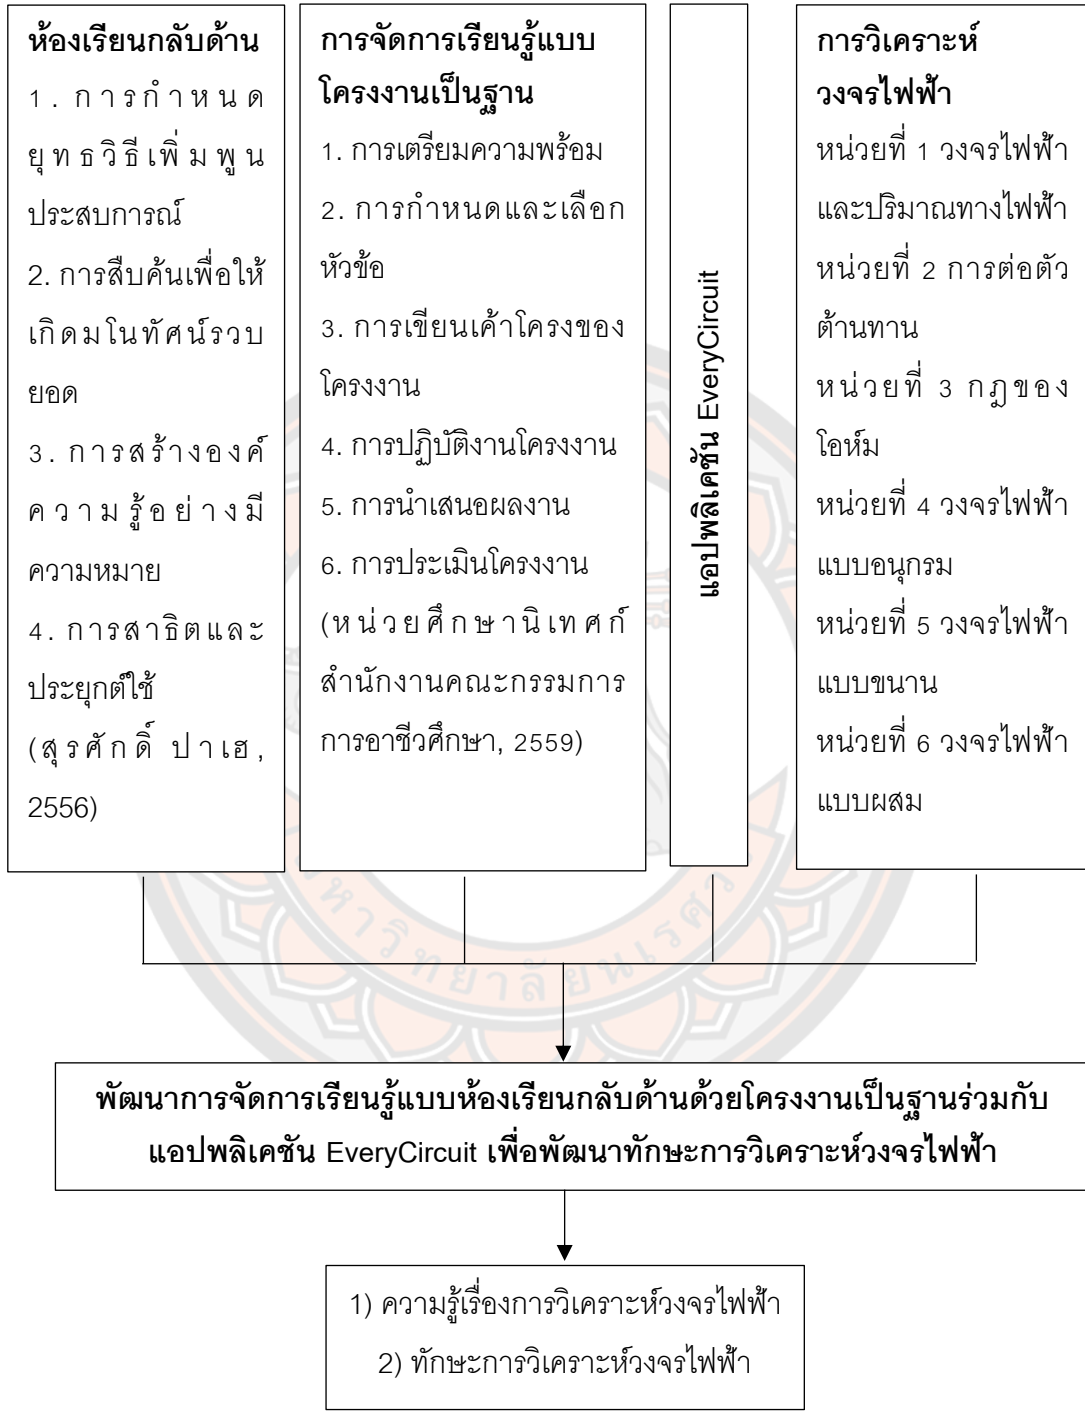 ห้องเรียนกลับด้าน
1. การกำหนด
ยุทธวิธีเพิ่มพูน
ประสบการณ์
2. การสืบค้นเพื่อให้
เกิดมโนทัศน์รวบ
ยอด
3. การสร้างองค์
ความรู้อย่างมี
ความหมาย
4. การสาธิตและ
ประยุกต์ใช้
(สุรศักดิ์ ปาเฮ,
2556)
การจัดการเรียนรู้แบบ
โครงงานเป็นฐาน
1. การเตรียมความพร้อม
2. การกำหนดและเลือก
หัวข้อ
3. การเขียนเค้าโครงของ
โครงงาน
4. การปฏิบัติงานโครงงาน
5. การนำเสนอผลงาน
6. การประเมินโครงงาน
(หน่วยศึกษานิเทศก์
สำนักงานคณะกรรมการ
การอาชีวศึกษา, 2559)
แอปพลิเคชัน EveryCircuit
การวิเคราะห์
วงจรไฟฟ้า
หน่วยที่ 1 วงจรไฟฟ้า
และปริมาณทางไฟฟ้า
หน่วยที่ 2 การต่อตัว
ต้านทาน
หน่วยที่ 3 กฎของ
โอห์ม
หน่วยที่ 4 วงจรไฟฟ้า
แบบอนุกรม
หน่วยที่ 5 วงจรไฟฟ้า
แบบขนาน
หน่วยที่ 6 วงจรไฟฟ้า
แบบผสม
มหาวิทยาลัยนเรศวร
พัฒนาการจัดการเรียนรู้แบบห้องเรียนกลับด้านด้วยโครงงานเป็นฐานร่วมกับ
แอปพลิเคชัน EveryCircuit เพื่อพัฒนาทักษะการวิเคราะห์วงจรไฟฟ้า
1) ความรู้เรื่องการวิเคราะห์วงจรไฟฟ้า
2) ทักษะการวิเคราะห์วงจรไฟฟ้า